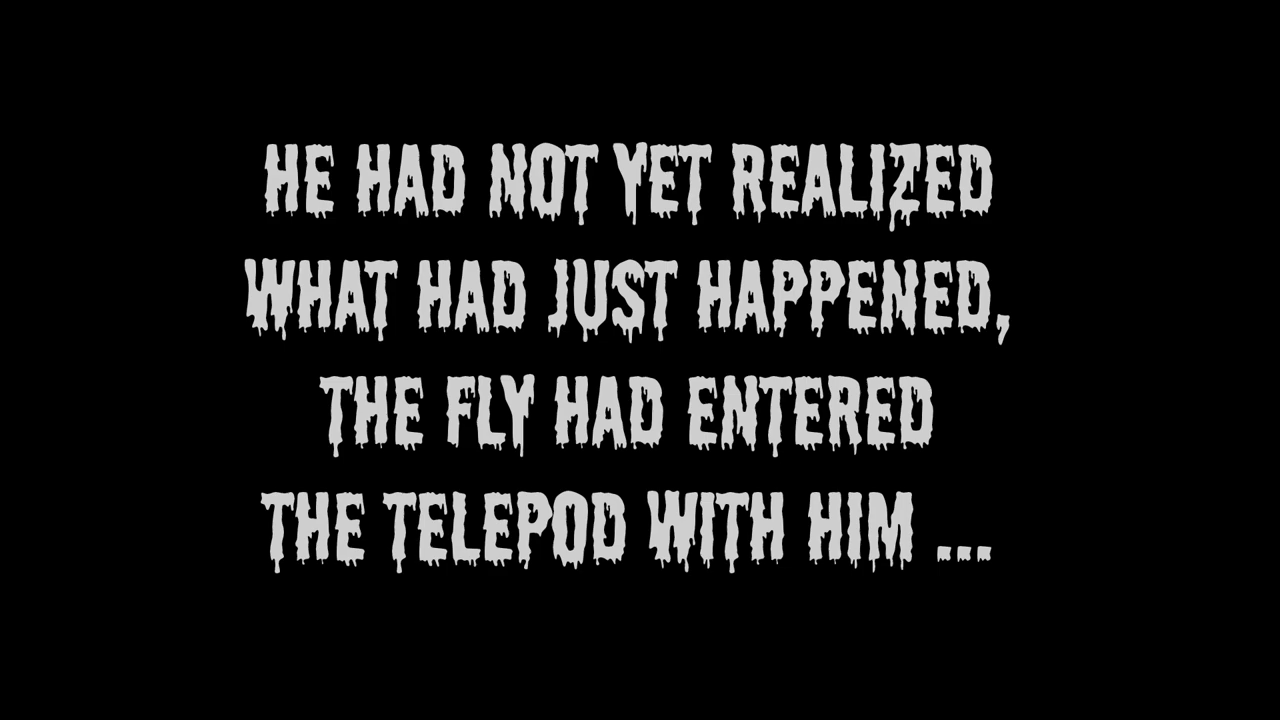 HE HAD NOT YET REALIZED
WHAT HAD JUST HAPPENED,
THE FLY HAD ENTERED
THE TELEPOD WITH HIM ...